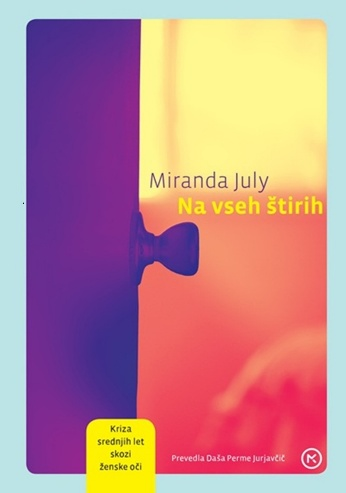 Miranda July
Na vseh štirih
Kriza
srednjih let
skozi
ženske oči
Prevedla Daša Perme Jurjavčič